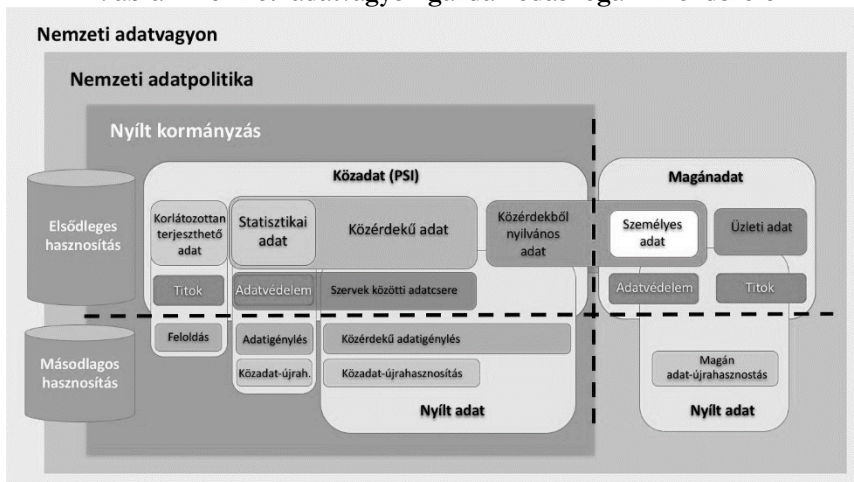 Nemzeti adatvagyon
Nemzeti adatpolitika
Nyílt kormányzás
Közadat (PSI)
Magánadat
Elsődleges
hasznosítás
Korlátozottan
terjeszthető
adat
Statisztikai
adat
Közérdekű adat
Közérdekből
nyilvános
adat
Személyes
adat
Üzleti adat
Titok
Adatvédelem
Szervek közötti adatcsere
Adatvédelem
Titok
Másodlagos
hasznosítás
Feloldás
Adatigénylés
Közérdekű adatigénylés
Közadat-újrah.
Közadat-újrahasznosítás
Magán
adat-újrahasznostás
Nyílt adat
Nyílt adat